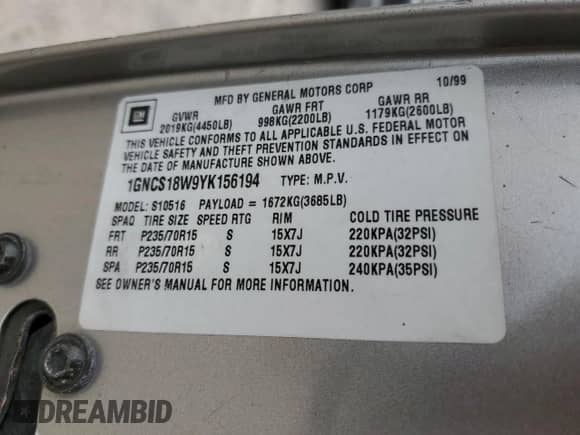 MFD BY GENERAL MOTORS CORP 10/99
GM GVWR GAWR FRT GAWR RR
2019KG(4450LB) 998KG(2200LB) 1179KG(2600LB)
THIS VEHICLE CONFORMS TO ALL APPLICABLE U.S. FEDERAL MOTOR
VEHICLE SAFETY AND THEFT PREVENTION STANDARDS IN EFFECT ON
THE DATE OF MANUFACTURE SHOWN ABOVE.
1GNCS18W9YK156194 TYPE: M.P.V.
MODEL: S10516 PAYLOAD = 1672KG(3685LB)
SPAQ TIRE SIZE SPEED RTG RIM COLD TIRE PRESSURE
FRT P235/70R15 S 15X7J 220KPA(32PSI)
RR P235/70R15 S 15X7J 220KPA(32PSI)
SPA P235/70R15 S 15X7J 240KPA(35PSI)
SEE OWNER'S MANUAL FOR MORE INFORMATION.
DREAMBID